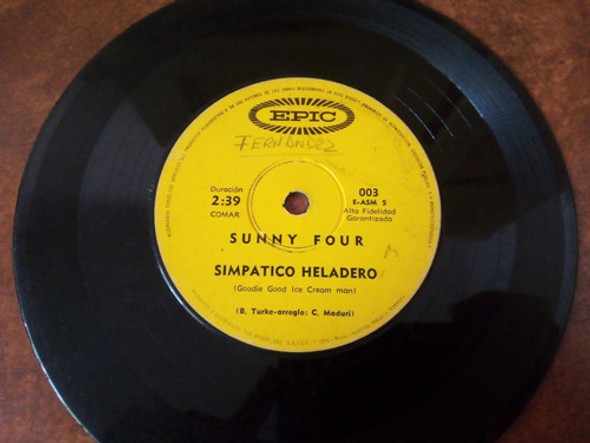 EPIC
FERNANDEZ
Duración
2:39
COMAR
003
E-ASM 5
Alta Fidelidad
Garantizada
SUNNY FOUR
SIMPATICO HELADERO
(Goodie Good Ice Cream man)
(B. Turke-arreglo: C. Maduri)